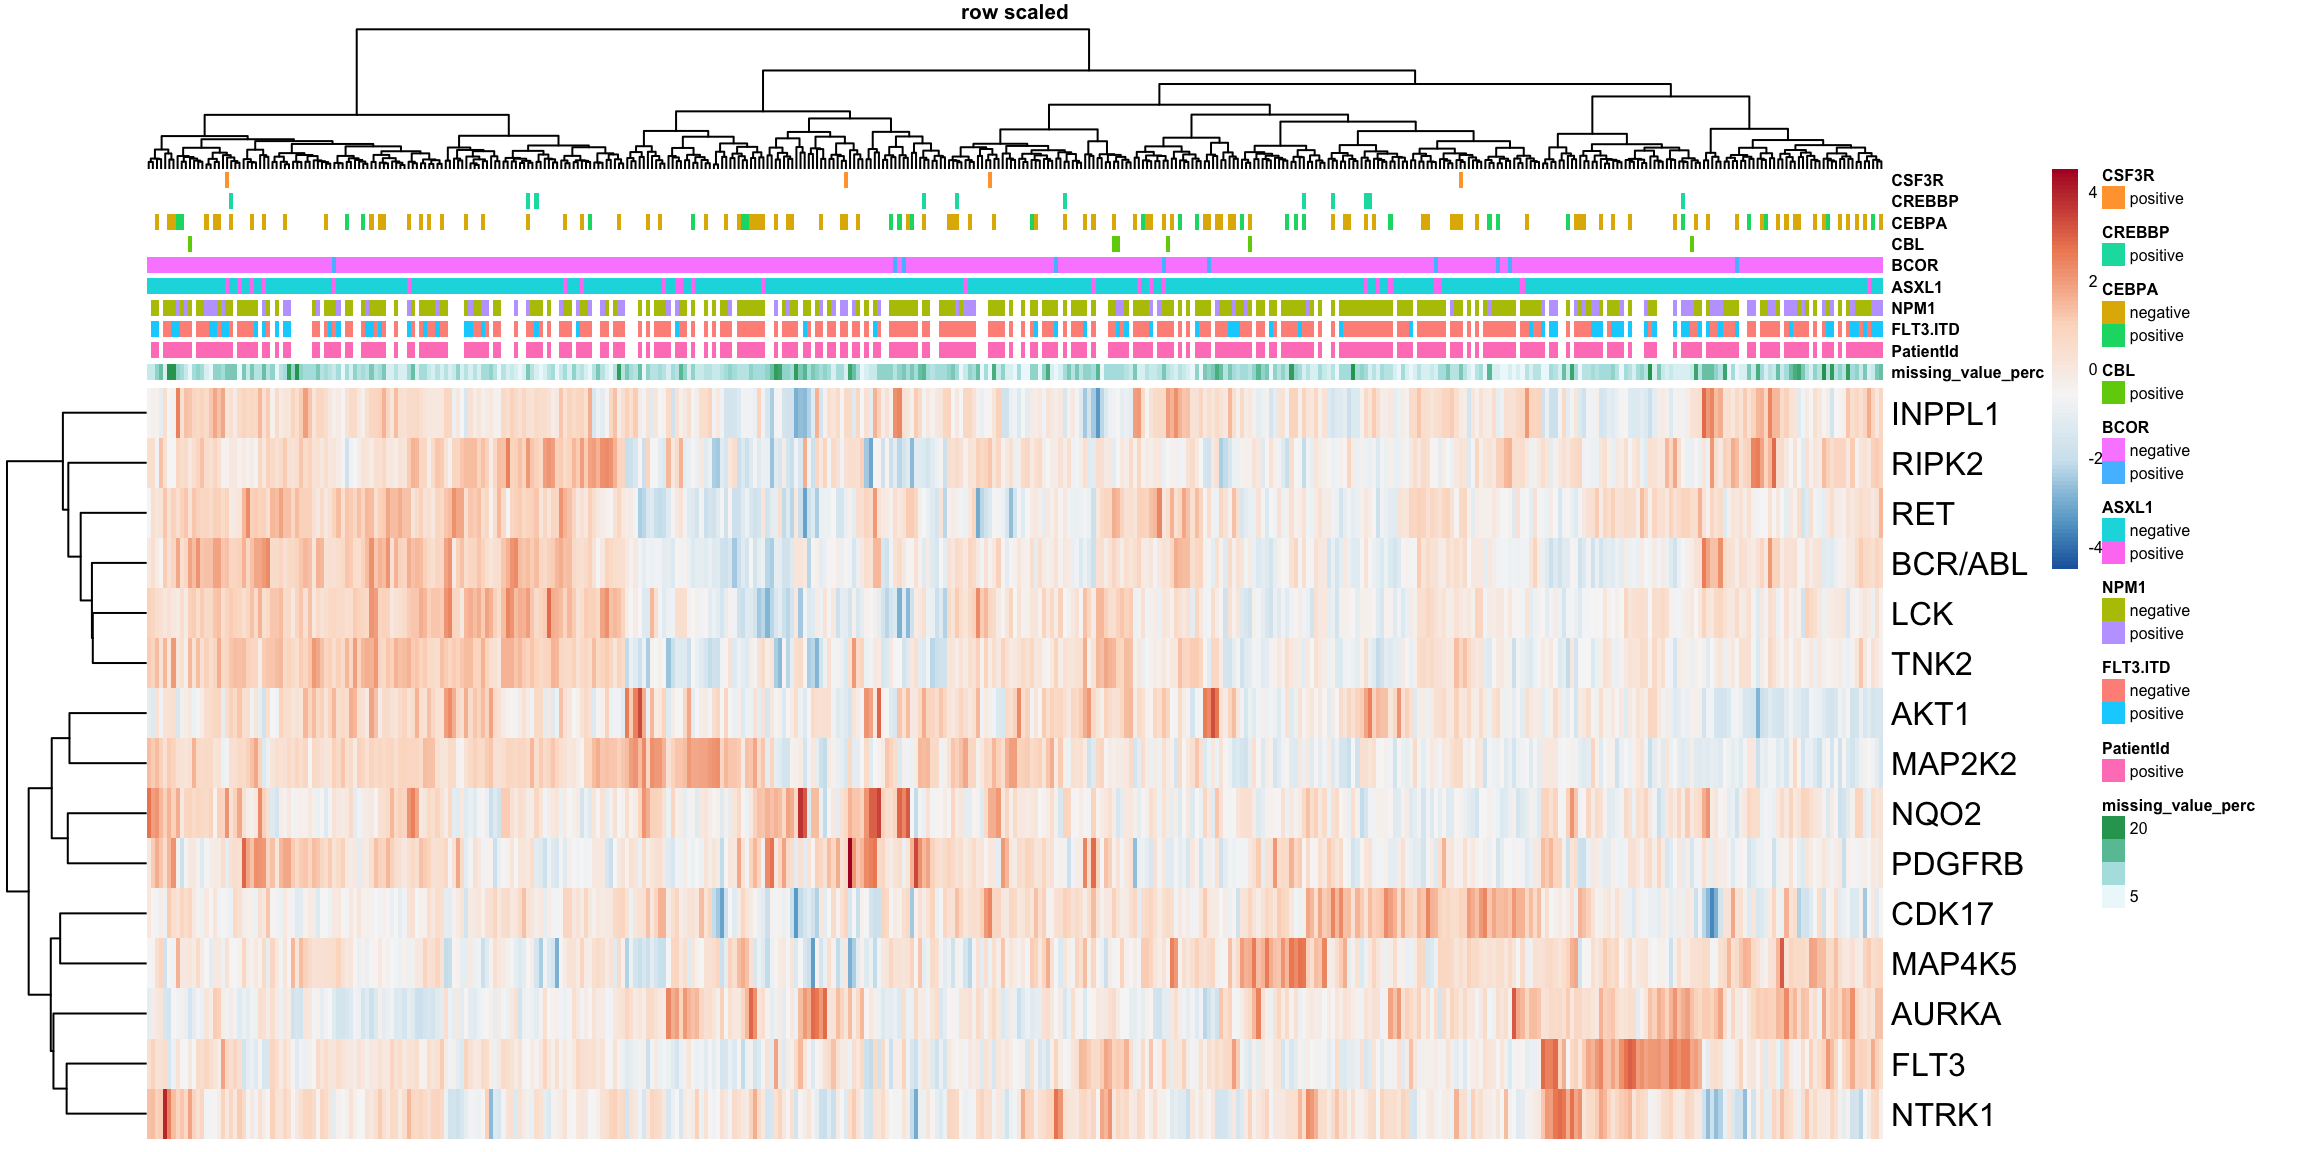 row scaled
CSF3R
CREBBP
CEBPA
CBL
BCOR
ASXL1
NPM1
FLT3.ITD
PatientId
missing_value_perc
INPPL1
RIPK2
RET
BCR/ABL
LCK
TNK2
AKT1
MAP2K2
NQO2
PDGFRB
CDK17
MAP4K5
AURKA
FLT3
NTRK1
4
2
0
-2
-4
CSF3R
positive
CREBBP
positive
CEBPA
negative
positive
CBL
positive
BCOR
negative
positive
ASXL1
negative
positive
NPM1
negative
positive
FLT3.ITD
negative
positive
PatientId
positive
missing_value_perc
20
5